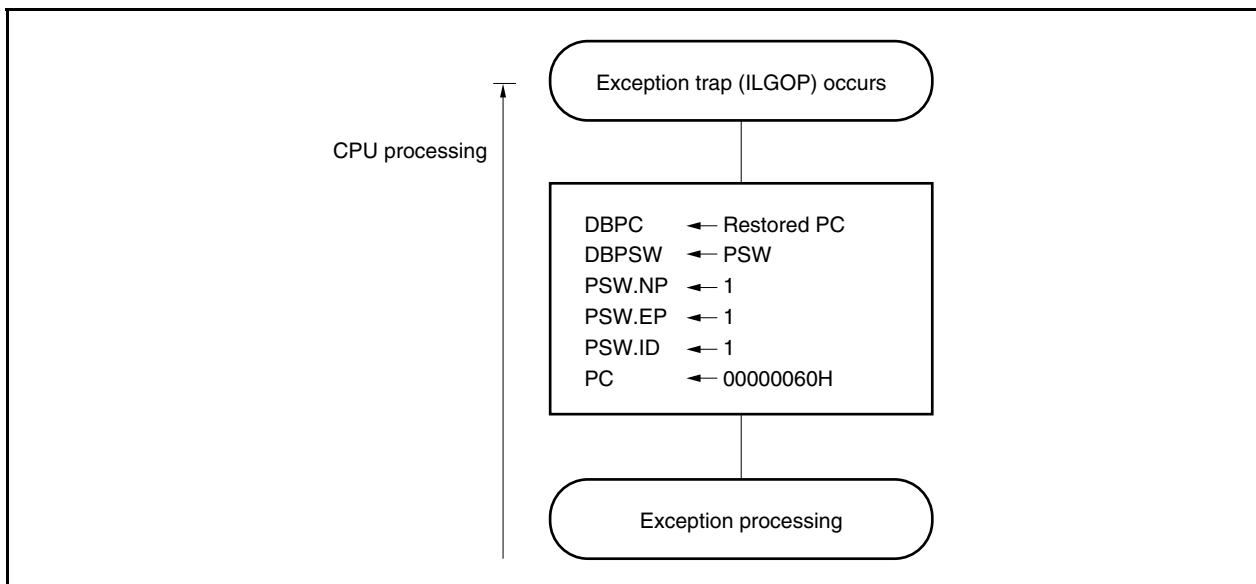 Exception trap (ILGOP) occurs
CPU processing
DBPC ← Restored PC
DBPSW ← PSW
PSW.NP ← 1
PSW.EP ← 1
PSW.ID ← 1
PC ← 00000060H
Exception processing